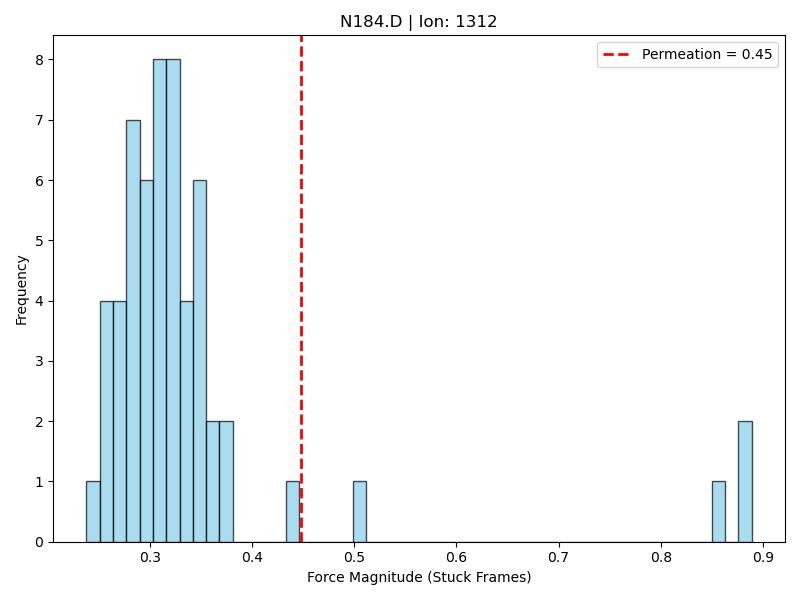 N184.D | Ion: 1312
Permeation = 0.45
8
7
6
5
4
3
2
1
0
Frequency
0.3 0.4 0.5 0.6 0.7 0.8 0.9
Force Magnitude (Stuck Frames)